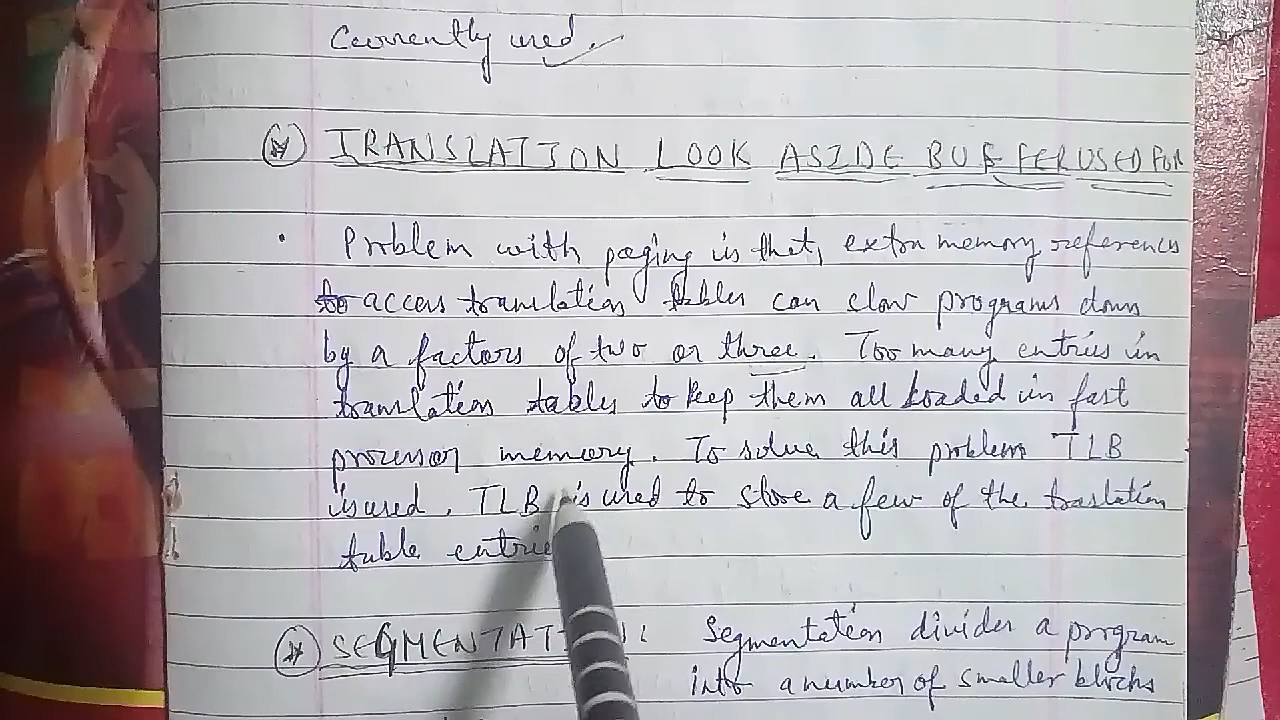 Currently used.
TRANSLATION LOOK ASIDE BUFFER USED FOR
Problem with paging is that, extra memory references
to access translation tables can slow programs down
by a factors of two or three. Too many entries in
translation tables to keep them all loaded in fast
processor memory. To solve this problem TLB
is used. TLB is used to store a few of the traslation
table entrie
SEGMENTAT : Segmentation divides a program
into a number of smaller blocks